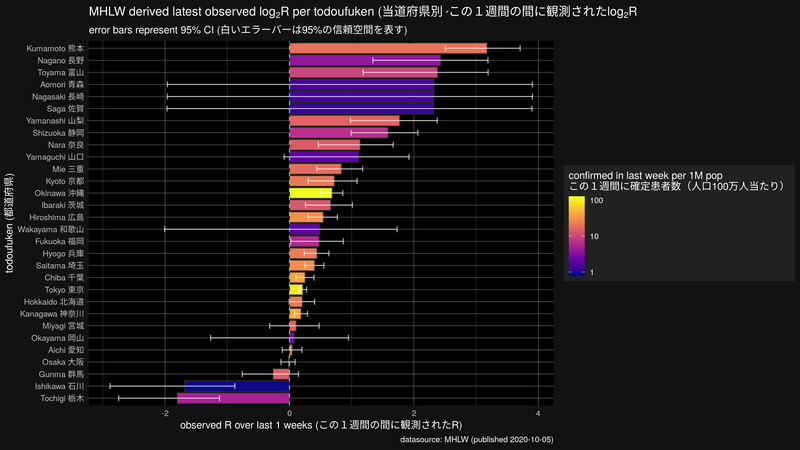 MHLW derived latest observed log₂R per todoufuken (当道府県別 この１週間の間に観測されたlog₂R
error bars represent 95% CI (白いエラーバーは95%の信頼空間を表す)
todoufuken (都道府県)
Kumamoto 熊本
Nagano 長野
Toyama 富山
Aomori 青森
Nagasaki 長崎
Saga 佐賀
Yamanashi 山梨
Shizuoka 静岡
Nara 奈良
Yamaguchi 山口
Mie 三重
Kyoto 京都
Okinawa 沖縄
Ibaraki 茨城
Hiroshima 広島
Wakayama 和歌山
Fukuoka 福岡
Hyogo 兵庫
Saitama 埼玉
Chiba 千葉
Tokyo 東京
Hokkaido 北海道
Kanagawa 神奈川
Miyagi 宮城
Okayama 岡山
Aichi 愛知
Osaka 大阪
Gunma 群馬
Ishikawa 石川
Tochigi 栃木
-2 0 2 4
observed R over last 1 weeks (この１週間の間に観測されたR)
datasource: MHLW (published 2020-10-05)
confirmed in last week per 1M pop
この１週間に確定患者数（人口100万人当たり）
100
10
1